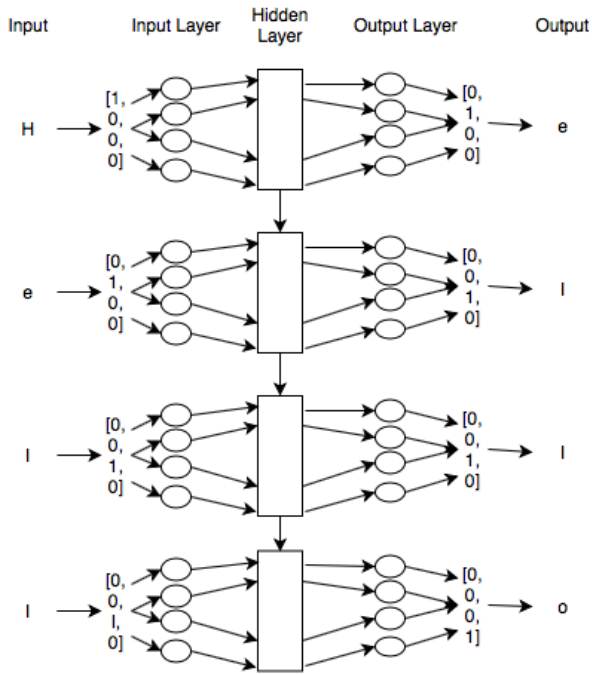 Input
Input Layer
Hidden
Layer
Output Layer
Output
H
[1,
0,
0,
0]
[0,
1,
0,
0]
e
e
[0,
1,
0,
0]
[0,
0,
1,
0]
l
l
[0,
0,
1,
0]
[0,
0,
1,
0]
l
l
[0,
0,
l,
0]
[0,
0,
0,
1]
o